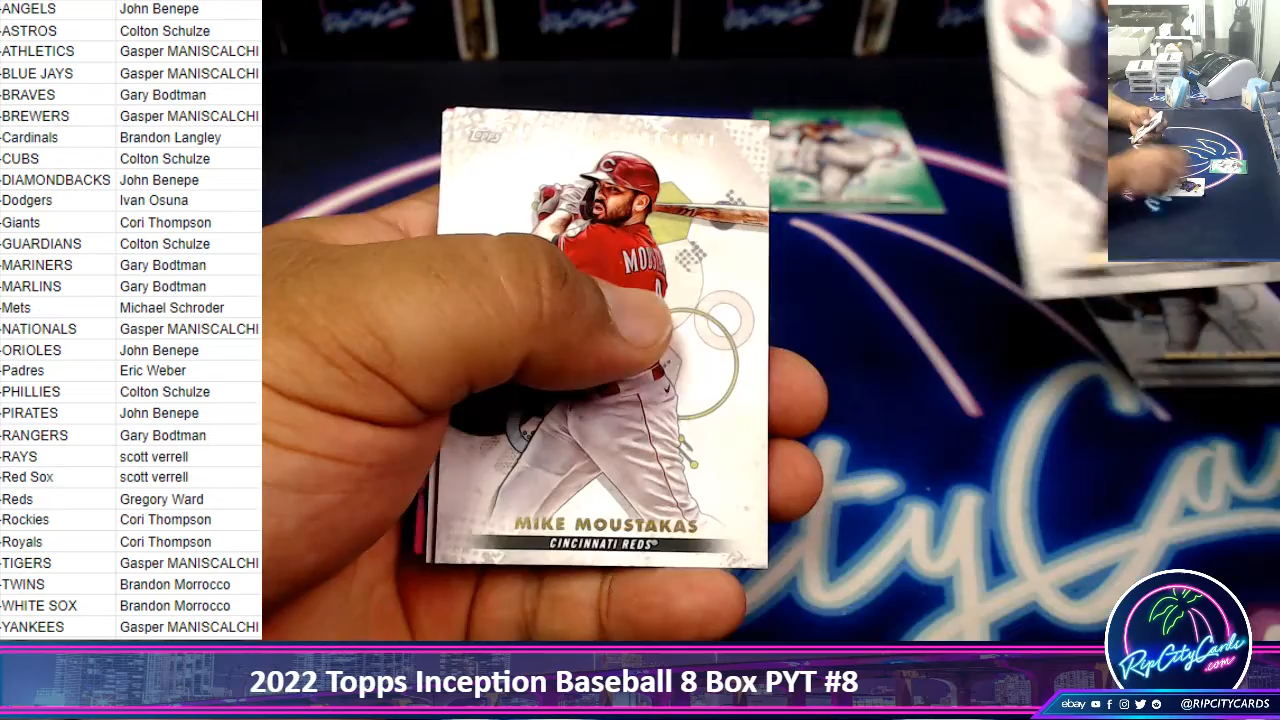 -ANGELS John Benepe
-ASTROS Colton Schulze
-ATHLETICS Gasper MANISCALCHI
-BLUE JAYS Gasper MANISCALCHI
-BRAVES Gary Bodtman
-BREWERS Gasper MANISCALCHI
-Cardinals Brandon Langley
-CUBS Colton Schulze
-DIAMONDBACKS John Benepe
-Dodgers Ivan Osuna
-Giants Cori Thompson
-GUARDIANS Colton Schulze
-MARINERS Gary Bodtman
-MARLINS Gary Bodtman
-Mets Michael Schroder
-NATIONALS Gasper MANISCALCHI
-ORIOLES John Benepe
-Padres Eric Weber
-PHILLIES Colton Schulze
-PIRATES John Benepe
-RANGERS Gary Bodtman
-RAYS scott verrell
-Red Sox scott verrell
-Reds Gregory Ward
-Rockies Cori Thompson
-Royals Cori Thompson
-TIGERS Gasper MANISCALCHI
-TWINS Brandon Morrocco
-WHITE SOX Brandon Morrocco
-YANKEES Gasper MANISCALCHI
TOPPS
C
MOUSTA
MIKE MOUSTAKAS
CINCINNATI REDS
ty Ca
RipCityCards
.com
2022 Topps Inception Baseball 8 Box PYT #8
ebay @RIPCITYCARDS